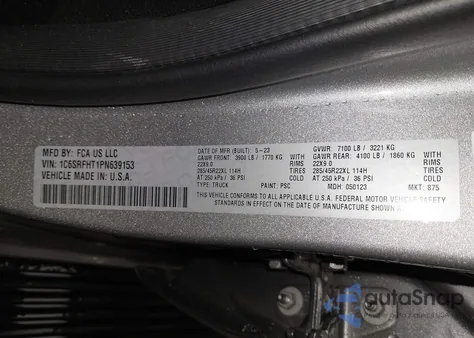 MFD BY: FCA US LLC
VIN: 1C6SRFHT1PN639153
VEHICLE MADE IN: U.S.A.
DATE OF MFR (BUILT) 5-23 GVWR: 7100 LB / 3221 KG
GAWR FRONT 3900 LB / 1770 KG WITH GAWR REAR: 4100 LB / 1860 KG WITH
22X9.0 RIMS 22X9.0 RIMS
285/45R22XL 114H TIRES 285/45R22XL 114H TIRES
AT 250 kPa / 36 PSI COLD AT 250 kPa / 36 PSI COLD
TYPE: TRUCK PAINT: PSC MDH 050123 MKT: 875
THIS VEHICLE CONFORMS TO ALL APPLICABLE U.S.A. FEDERAL MOTOR VEHICLE SAFETY
STANDARDS IN EFFECT ON THE DATE OF MANUFACTURE SHOWN A
autoSnap